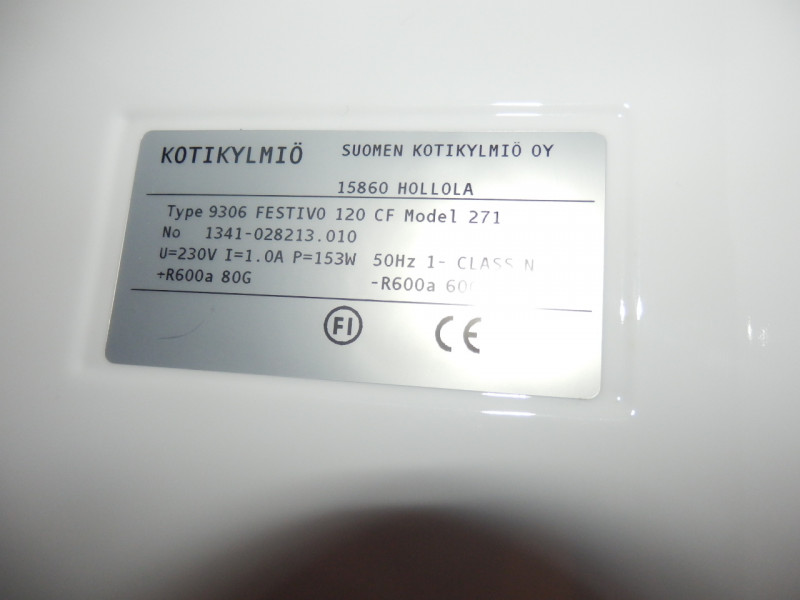 KOTIKYLMIÖ SUOMEN KOTIKYLMIÖ OY
15860 HOLLOLA
Type 9306 FESTIVO 120 CF Model 271
No 1341-028213.010
U=230V I=1.0A P=153W 50Hz 1- CLASS N
+R600a 80G -R600a
FI CE